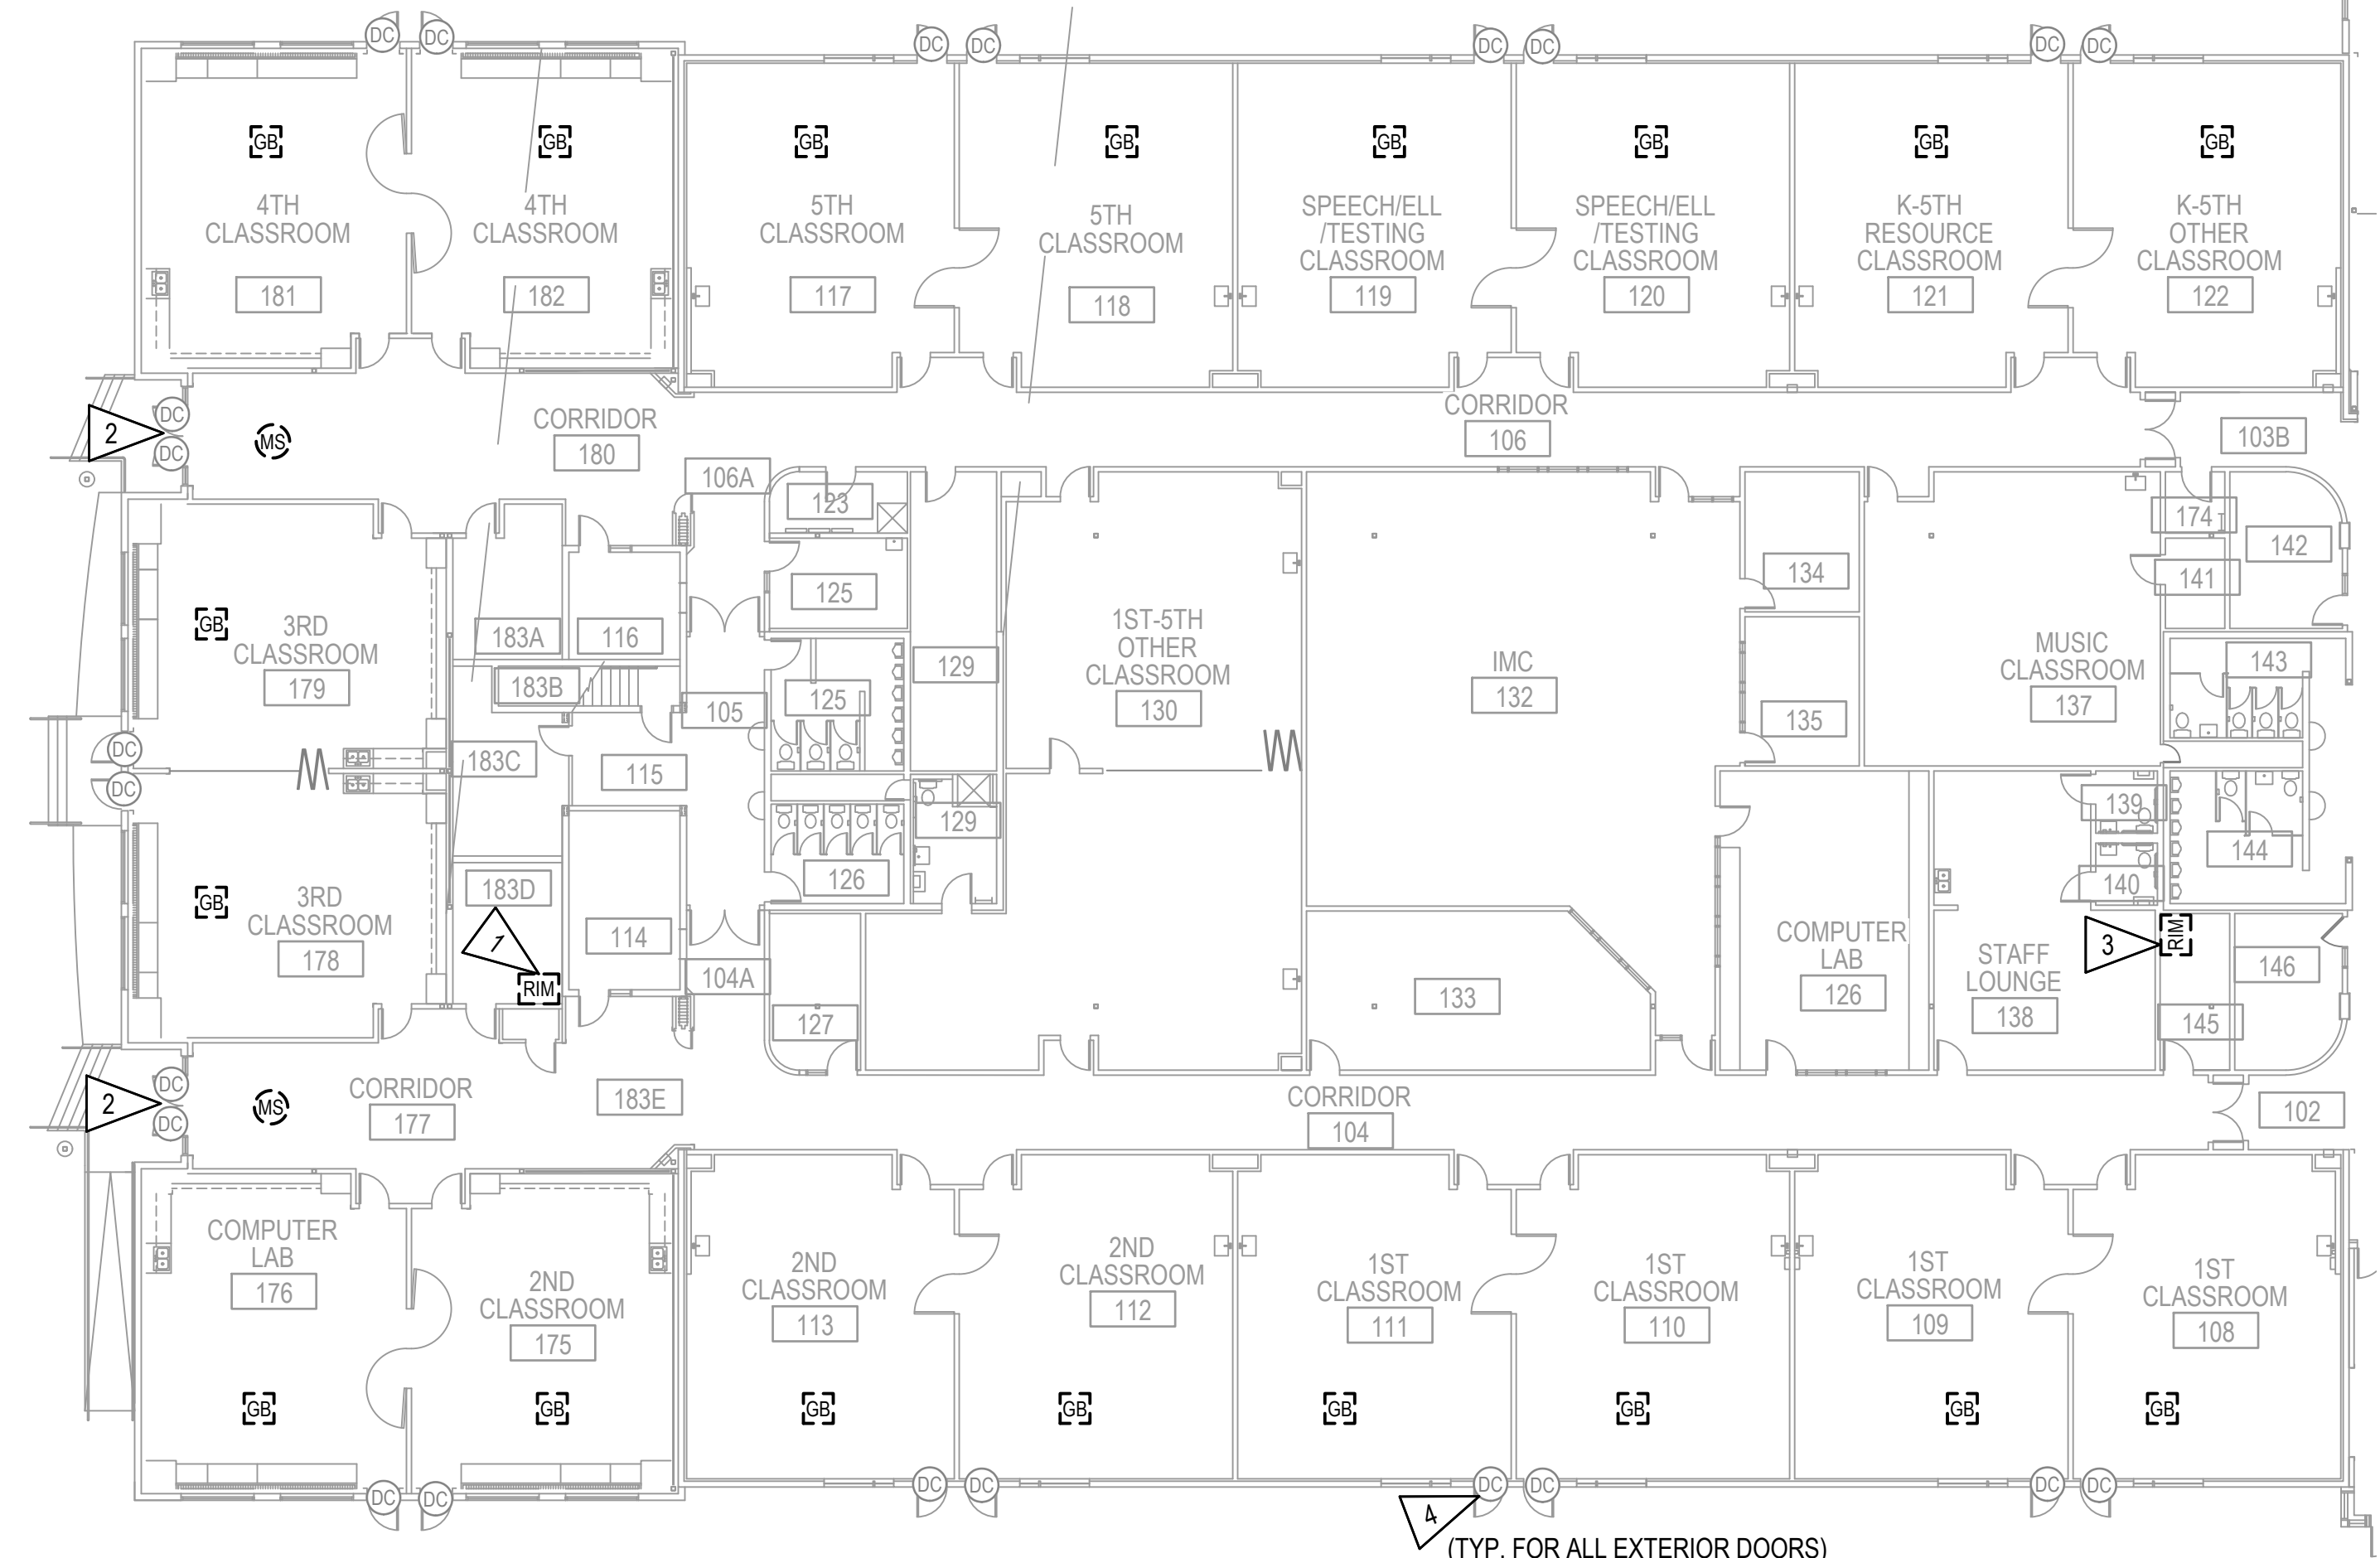 DC DC DC DC DC DC DC DC
GB GB GB GB GB GB GB GB
4TH
CLASSROOM
181
4TH
CLASSROOM
182
5TH
CLASSROOM
117
5TH
CLASSROOM
118
SPEECH/ELL
/TESTING
CLASSROOM
119
SPEECH/ELL
/TESTING
CLASSROOM
120
K-5TH
RESOURCE
CLASSROOM
121
K-5TH
OTHER
CLASSROOM
122
2
DC
DC
MS
CORRIDOR
180
CORRIDOR
106
103B
106A
123
125
174
142
141
134
GB
3RD
CLASSROOM
179
183A
116
183B
105
125
129
1ST-5TH
OTHER
CLASSROOM
130
IMC
132
135
MUSIC
CLASSROOM
137
143
DC
DC
183C
115
129
126
139
144
140
GB
3RD
CLASSROOM
178
183D
1
RIM
114
104A
127
133
COMPUTER
LAB
126
STAFF
LOUNGE
138
3
RIM
146
145
2
DC
DC
MS
CORRIDOR
177
183E
CORRIDOR
104
102
COMPUTER
LAB
176
2ND
CLASSROOM
175
2ND
CLASSROOM
113
2ND
CLASSROOM
112
1ST
CLASSROOM
111
1ST
CLASSROOM
110
1ST
CLASSROOM
109
1ST
CLASSROOM
108
GB GB GB GB GB GB GB GB
DC DC DC DC DC DC DC DC
4
(TYP. FOR ALL EXTERIOR DOORS)